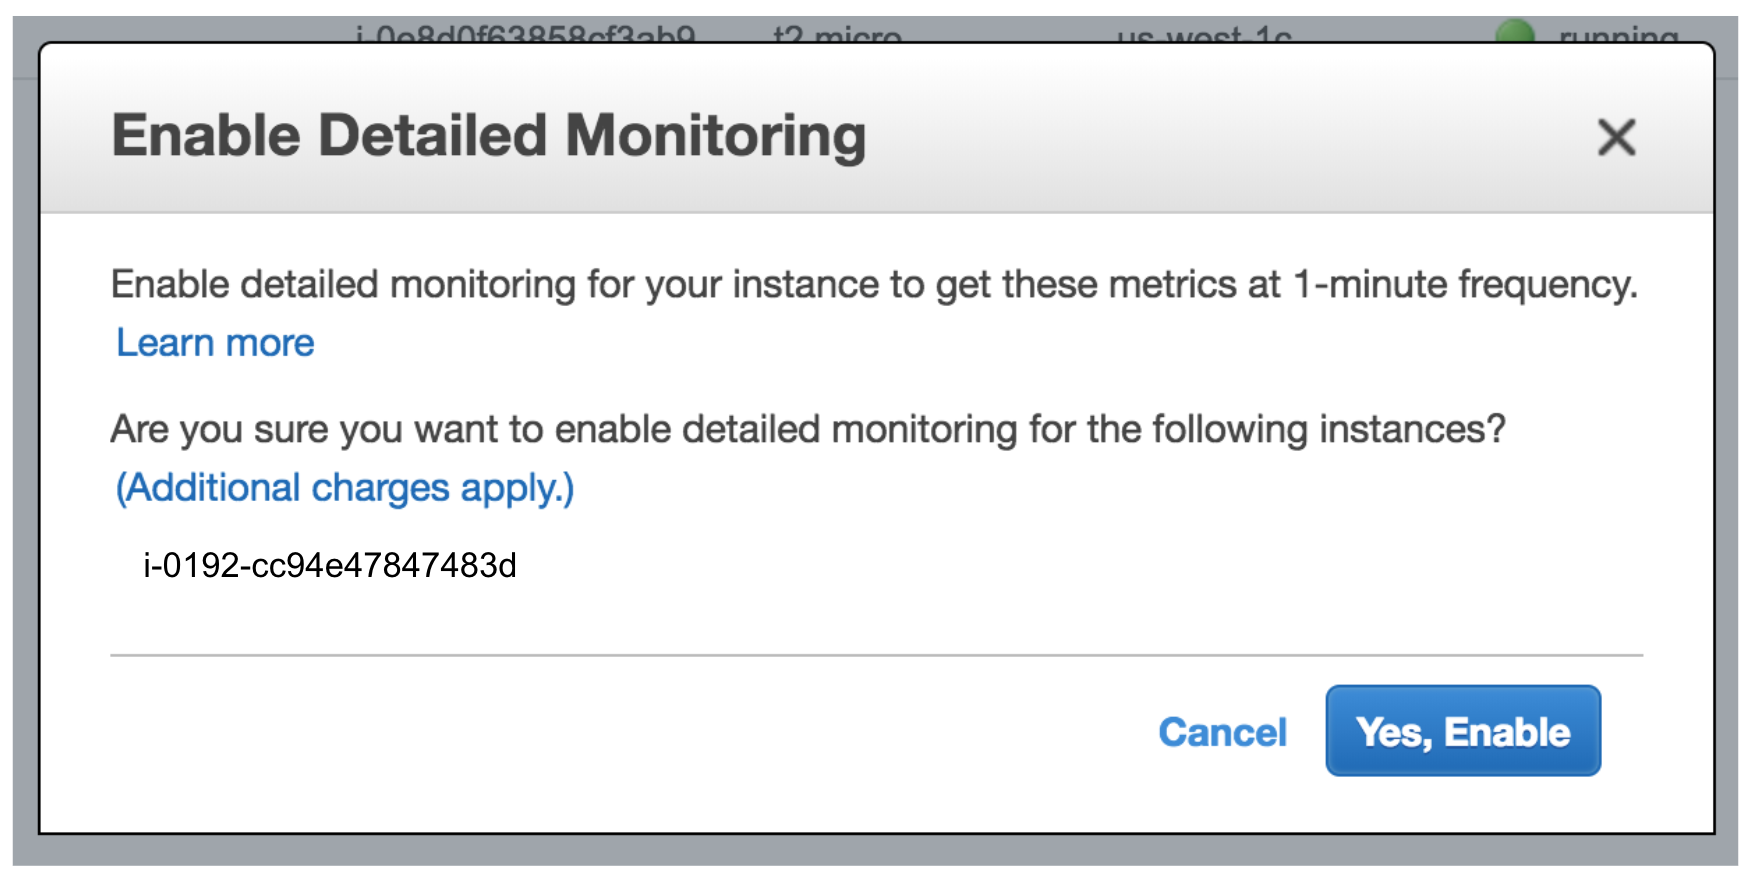 i-0e8d0f63858cf3ab9 t2.micro us-west-1c running
Enable Detailed Monitoring
Enable detailed monitoring for your instance to get these metrics at 1-minute frequency.
Learn more
Are you sure you want to enable detailed monitoring for the following instances?
(Additional charges apply.)
i-0192-cc94e47847483d
Cancel Yes, Enable